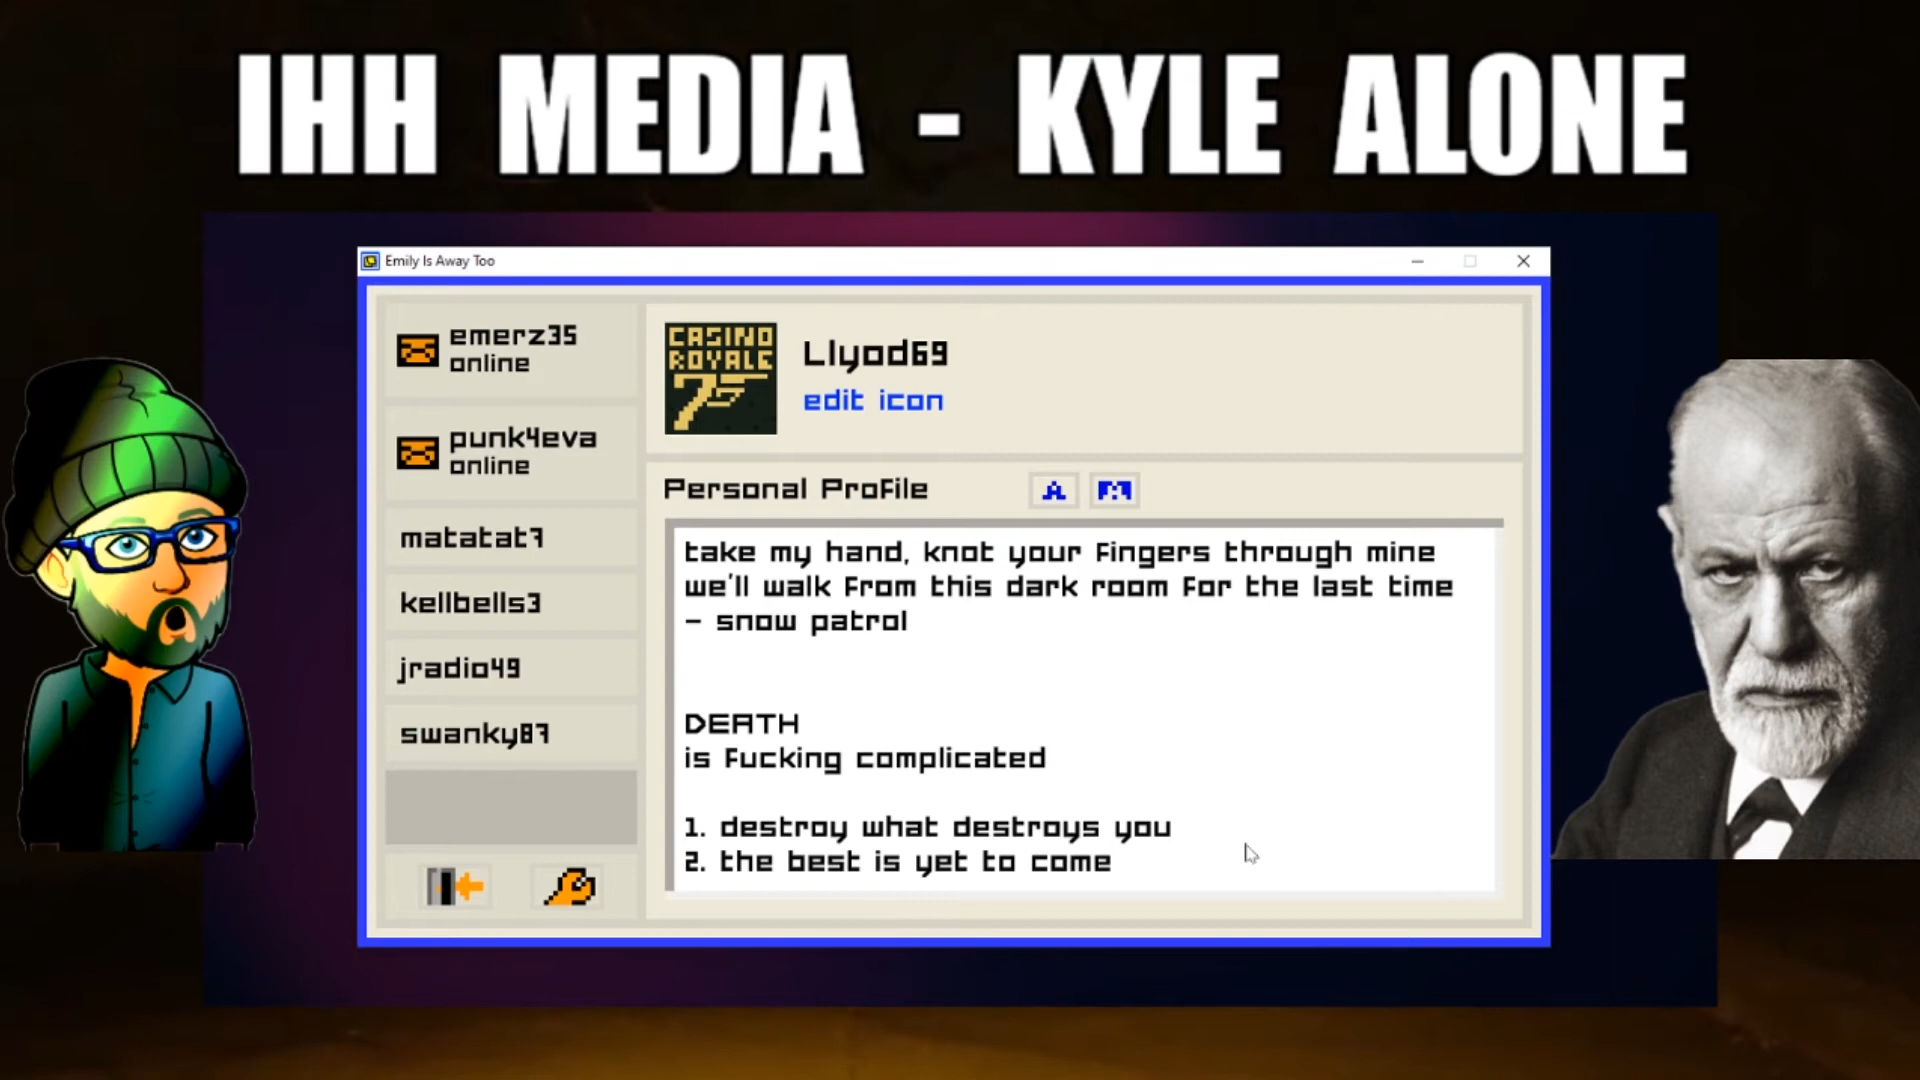 IHH MEDIA - KYLE ALONE
Emily Is Away Too
emerz35
online
punk4eva
online
matatat7
kellbells3
jradio49
swanky87
CASINO
ROYALE
7
Llyod69
edit icon
Personal Profile
A
take my hand, knot your fingers through mine
we'll walk from this dark room for the last time
- snow patrol
DEATH
is fucking complicated
1. destroy what destroys you
2. the best is yet to come